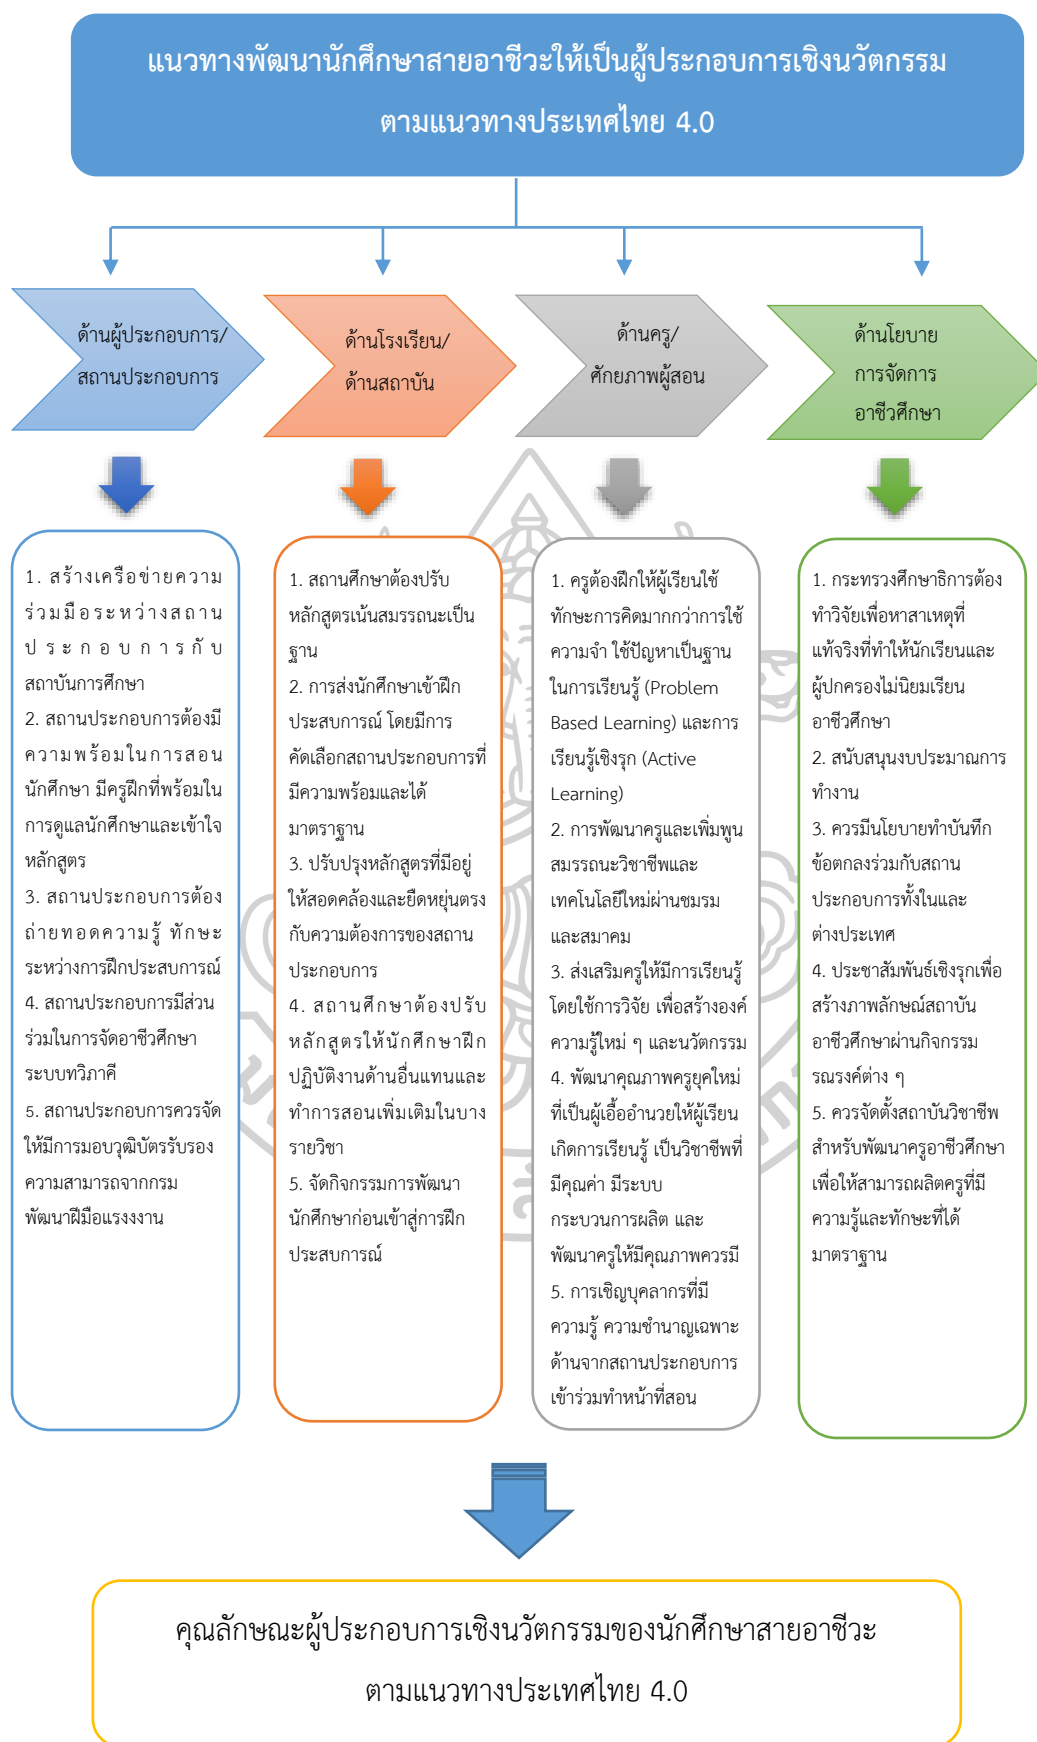 แนวทางพัฒนานักศึกษาสายอาชีวะให้เป็นผู้ประกอบการเชิงนวัตกรรม
ตามแนวทางประเทศไทย 4.0
ด้านผู้ประกอบการ/
สถานประกอบการ
ด้านโรงเรียน/
ด้านสถาบัน
ด้านครู/
ศักยภาพผู้สอน
ด้านโยบาย
การจัดการ
อาชีวศึกษา
1. สร้างเครือข่ายความ
ร่วมมือระหว่างสถาน
ประกอบการกับ
สถาบันการศึกษา
2. สถานประกอบการต้องมี
ความพร้อมในการสอน
นักศึกษา มีครูฝึกที่พร้อมใน
การดูแลนักศึกษาและเข้าใจ
หลักสูตร
3. สถานประกอบการต้อง
ถ่ายทอดความรู้ ทักษะ
ระหว่างการฝึกประสบการณ์
4. สถานประกอบการมีส่วน
ร่วมในการจัดอาชีวศึกษา
ระบบทวิภาคี
5. สถานประกอบการควรจัด
ให้มีการมอบวุฒิบัตรรับรอง
ความสามารถจากกรม
พัฒนาฝีมือแรงงงาน
1. สถานศึกษาต้องปรับ
หลักสูตรเน้นสมรรถนะเป็น
ฐาน
2. การส่งนักศึกษาเข้าฝึก
ประสบการณ์ โดยมีการ
คัดเลือกสถานประกอบการที่
มีความพร้อมและได้
มาตราฐาน
3. ปรับปรุงหลักสูตรที่มีอยู่
ให้สอดคล้องและยืดหยุ่นตรง
กับความต้องการของสถาน
ประกอบการ
4. สถานศึกษาต้องปรับ
หลักสูตรให้นักศึกษาฝึก
ปฏิบัติงานด้านอื่นแทนและ
ทำการสอนเพิ่มเติมในบาง
รายวิชา
5. จัดกิจกรรมการพัฒนา
นักศึกษาก่อนเข้าสู่การฝึก
ประสบการณ์
1. ครูต้องฝึกให้ผู้เรียนใช้
ทักษะการคิดมากกว่าการใช้
ความจำ ใช้ปัญหาเป็นฐาน
ในการเรียนรู้ (Problem
Based Learning) และการ
เรียนรู้เชิงรุก (Active
Learning)
2. การพัฒนาครูและเพิ่มพูน
สมรรถนะวิชาชีพและ
เทคโนโลยีใหม่ผ่านชมรม
และสมาคม
3. ส่งเสริมครูให้มีการเรียนรู้
โดยใช้การวิจัย เพื่อสร้างองค์
ความรู้ใหม่ ๆ และนวัตกรรม
4. พัฒนาคุณภาพครูยุคใหม่
ที่เป็นผู้เอื้ออำนวยให้ผู้เรียน
เกิดการเรียนรู้ เป็นวิชาชีพที่
มีคุณค่า มีระบบ
กระบวนการผลิต และ
พัฒนาครูให้มีคุณภาพควรมี
5. การเชิญบุคลากรที่มี
ความรู้ ความชำนาญเฉพาะ
ด้านจากสถานประกอบการ
เข้าร่วมทำหน้าที่สอน
1. กระทรวงศึกษาธิการต้อง
ทำวิจัยเพื่อหาสาเหตุที่
แท้จริงที่ทำให้นักเรียนและ
ผู้ปกครองไม่นิยมเรียน
อาชีวศึกษา
2. สนับสนุนงบประมาณการ
ทำงาน
3. ควรมีนโยบายทำบันทึก
ข้อตกลงร่วมกับสถาน
ประกอบการทั้งในและ
ต่างประเทศ
4. ประชาสัมพันธ์เชิงรุกเพื่อ
สร้างภาพลักษณ์สถาบัน
อาชีวศึกษาผ่านกิจกรรม
รณรงค์ต่าง ๆ
5. ควรจัดตั้งสถาบันวิชาชีพ
สำหรับพัฒนาครูอาชีวศึกษา
เพื่อให้สามารถผลิตครูที่มี
ความรู้และทักษะที่ได้
มาตราฐาน
คุณลักษณะผู้ประกอบการเชิงนวัตกรรมของนักศึกษาสายอาชีวะ
ตามแนวทางประเทศไทย 4.0